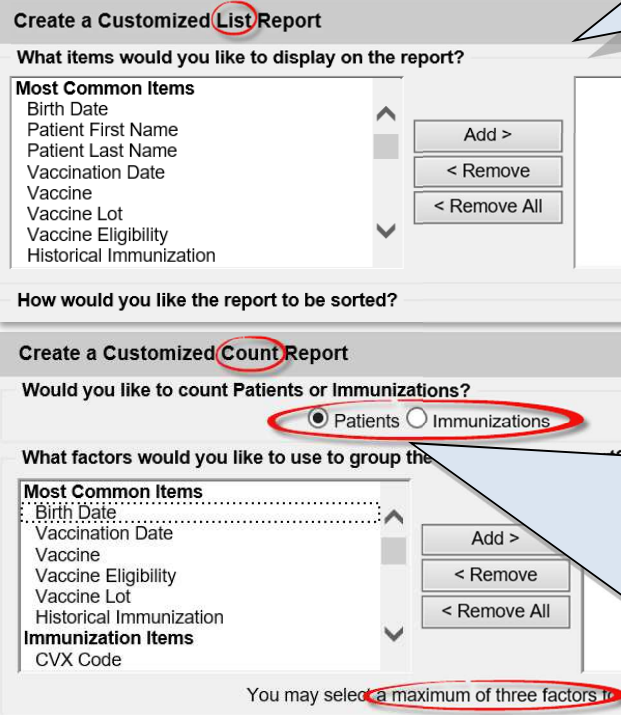 Create a Customized List Report
What items would you like to display on the report?
Most Common Items
Birth Date
Patient First Name
Patient Last Name
Vaccination Date
Vaccine
Vaccine Lot
Vaccine Eligibility
Historical Immunization
Add >
< Remove
< Remove All
How would you like the report to be sorted?
Create a Customized Count Report
Would you like to count Patients or Immunizations?
Patients Immunizations
What factors would you like to use to group the
Most Common Items
Birth Date
Vaccination Date
Vaccine
Vaccine Eligibility
Vaccine Lot
Historical Immunization
Immunization Items
CVX Code
Add >
< Remove
< Remove All
You may select a maximum of three factors to